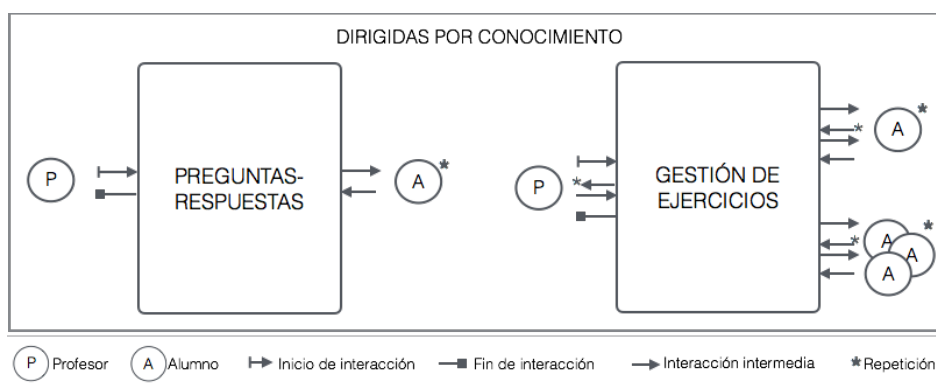 DIRIGIDAS POR CONOCIMIENTO
P
PREGUNTAS-
RESPUESTAS
A
*
P
*
GESTIÓN DE
EJERCICIOS
*
A
*
*
A
A
A
*
P Profesor A Alumno Inicio de interacción Fin de interacción Interacción intermedia * Repetición